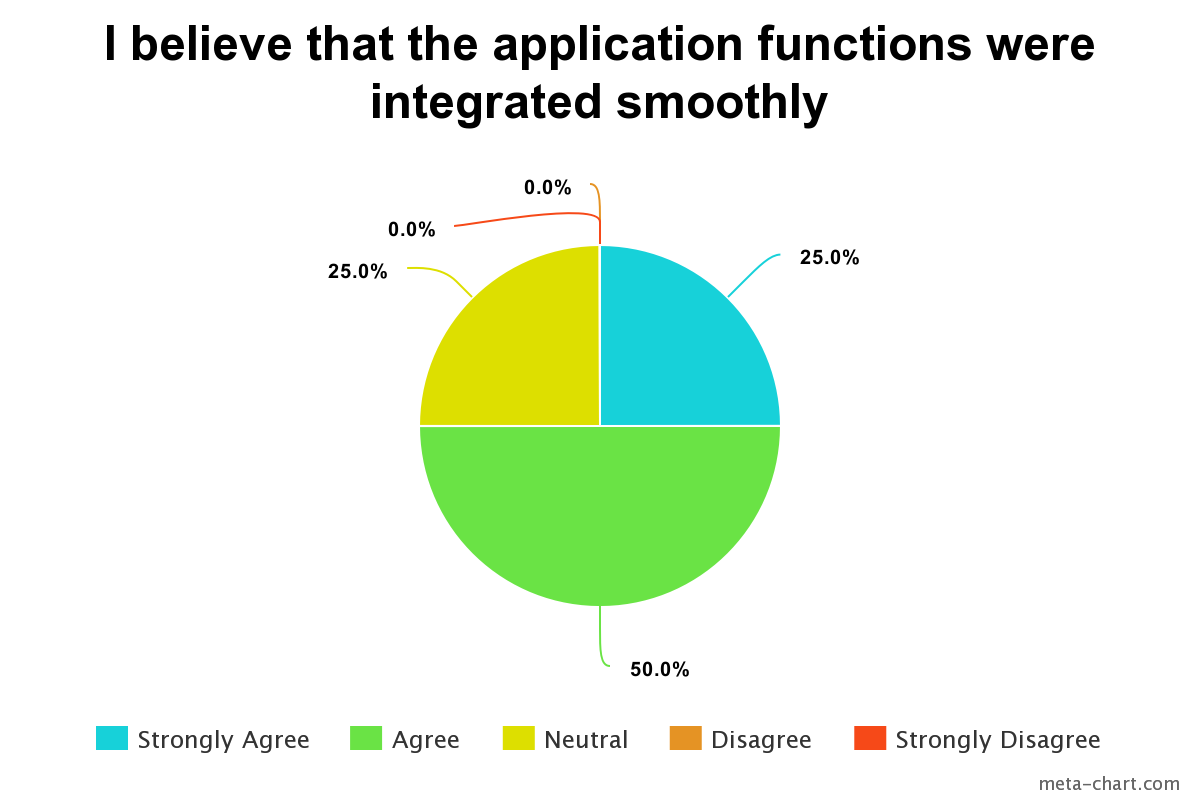 I believe that the application functions were
integrated smoothly
0.0%
0.0%
25.0%
25.0%
50.0%
Strongly Agree
Agree
Neutral
Disagree
Strongly Disagree
meta-chart.com